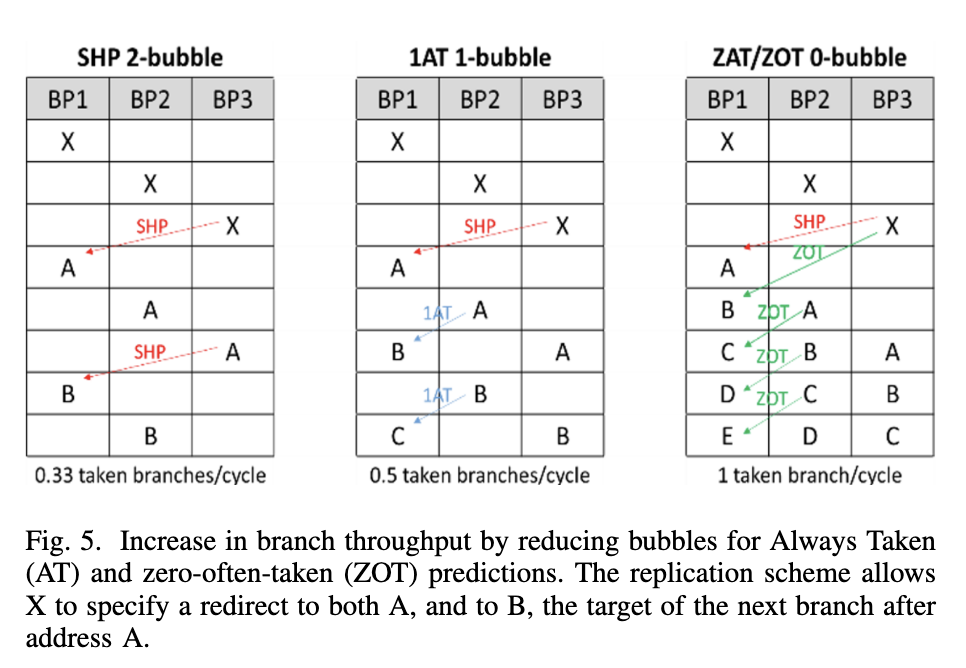 SHP 2-bubble
BP1 BP2 BP3
X
X
SHP X
A
A
SHP A
B
B
0.33 taken branches/cycle
1AT 1-bubble
BP1 BP2 BP3
X
X
SHP X
A
1AT A
B A
1AT B
C B
0.5 taken branches/cycle
ZAT/ZOT 0-bubble
BP1 BP2 BP3
X
X
SHP X
A ZOT
B ZOT A
C ZOT B A
D ZOT C B
E D C
1 taken branch/cycle
Fig. 5. Increase in branch throughput by reducing bubbles for Always Taken
(AT) and zero-often-taken (ZOT) predictions. The replication scheme allows
X to specify a redirect to both A, and to B, the target of the next branch after
address A.